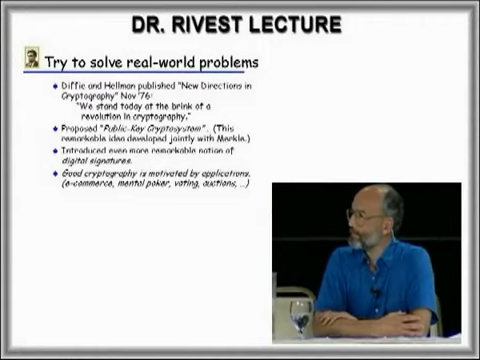 DR. RIVEST LECTURE
Try to solve real-world problems
Diffie and Hellman published "New Directions in
Cryptography" Nov '76:
"We stand today at the brink of a
revolution in cryptography."
Proposed "Public-Key Cryptosystem". (This
remarkable idea developed jointly with Merkle.)
Introduced even more remarkable notion of
digital signatures.
Good cryptography is motivated by applications.
(e-commerce, mental poker, voting, auctions, ...)